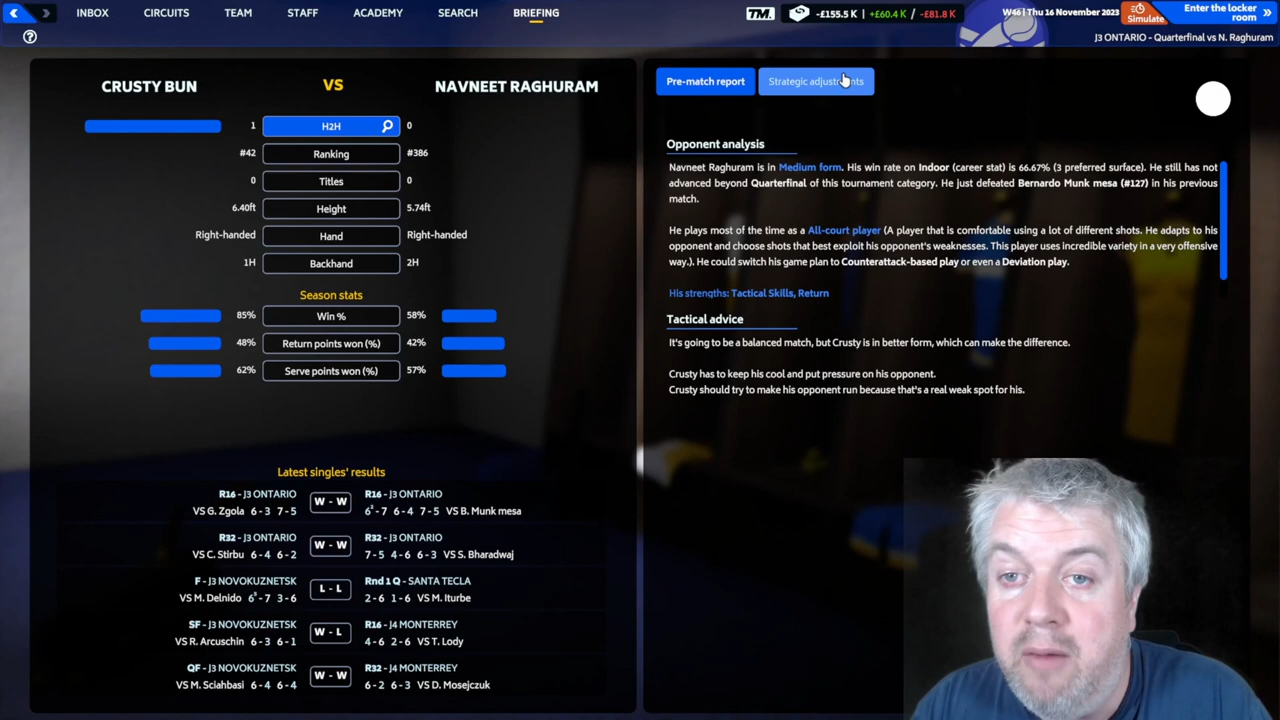 INBOX CIRCUITS TEAM STAFF ACADEMY SEARCH BRIEFING
TM. -£155.5 K | +£60.4 K / -£81.8 K
W46 | Thu 16 November 2023
Simulate
Enter the locker room
?
J3 ONTARIO - Quarterfinal vs N. Raghuram
CRUSTY BUN VS NAVNEET RAGHURAM
1 H2H 0
#42 Ranking #386
0 Titles 0
6.40ft Height 5.74ft
Right-handed Hand Right-handed
1H Backhand 2H
Season stats
85% Win % 58%
48% Return points won (%) 42%
62% Serve points won (%) 57%
Latest singles' results
R16 - J3 ONTARIO W - W R16 - J3 ONTARIO
VS G. Zgola 6 - 3 7 - 5 6² - 7 6 - 4 7 - 5 VS B. Munk mesa
R32 - J3 ONTARIO W - W R32 - J3 ONTARIO
VS C. Stirbu 6 - 4 6 - 2 7 - 5 4 - 6 6 - 3 VS S. Bharadwaj
F - J3 NOVOKUZNETSK L - L Rnd 1 Q - SANTA TECLA
VS M. Delnido 6 - 7 3 - 6 2 - 6 1 - 6 VS M. Iturbe
SF - J3 NOVOKUZNETSK W - L R16 - J4 MONTERREY
VS R. Arcuschin 6 - 3 6 - 1 4 - 6 2 - 6 VS T. Lody
QF - J3 NOVOKUZNETSK W - W R32 - J4 MONTERREY
VS M. Sciahbasi 6 - 4 6 - 4 6 - 2 6 - 3 VS D. Mosejczuk
Pre-match report Strategic adjustments
Opponent analysis
Navneet Raghuram is in Medium form. His win rate on Indoor (career stat) is 66.67% (3 preferred surface). He still has not
advanced beyond Quarterfinal of this tournament category. He just defeated Bernardo Munk mesa (#127) in his previous
match.
He plays most of the time as a All-court player (A player that is comfortable using a lot of different shots. He adapts to his
opponent and choose shots that best exploit his opponent's weaknesses. This player uses incredible variety in a very offensive
way.). He could switch his game plan to Counterattack-based play or even a Deviation play.
His strengths: Tactical Skills, Return
Tactical advice
It's going to be a balanced match, but Crusty is in better form, which can make the difference.
Crusty has to keep his cool and put pressure on his opponent.
Crusty should try to make his opponent run because that's a real weak spot for his.